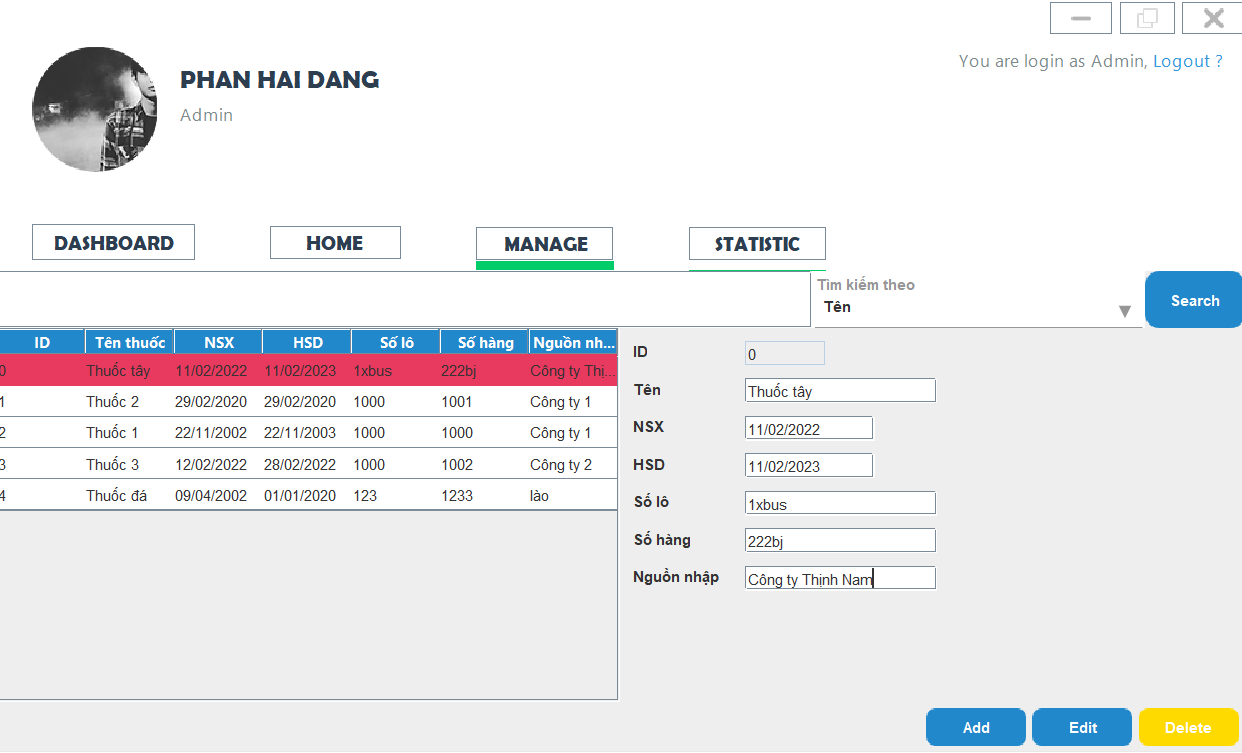 You are login as Admin, Logout ?
PHAN HAI DANG
Admin
DASHBOARD HOME MANAGE STATISTIC
Tìm kiếm theo
Tên
Search
ID Tên thuốc NSX HSD Số lô Số hàng Nguồn nh...
0 Thuốc tây 11/02/2022 11/02/2023 1xbus 222bj Công ty Thị...
1 Thuốc 2 29/02/2020 29/02/2020 1000 1001 Công ty 1
2 Thuốc 1 22/11/2002 22/11/2003 1000 1000 Công ty 1
3 Thuốc 3 12/02/2022 28/02/2022 1000 1002 Công ty 2
4 Thuốc đá 09/04/2002 01/01/2020 123 1233 lào
ID 0
Tên Thuốc tây
NSX 11/02/2022
HSD 11/02/2023
Số lô 1xbus
Số hàng 222bj
Nguồn nhập Công ty Thịnh Nam
Add Edit Delete